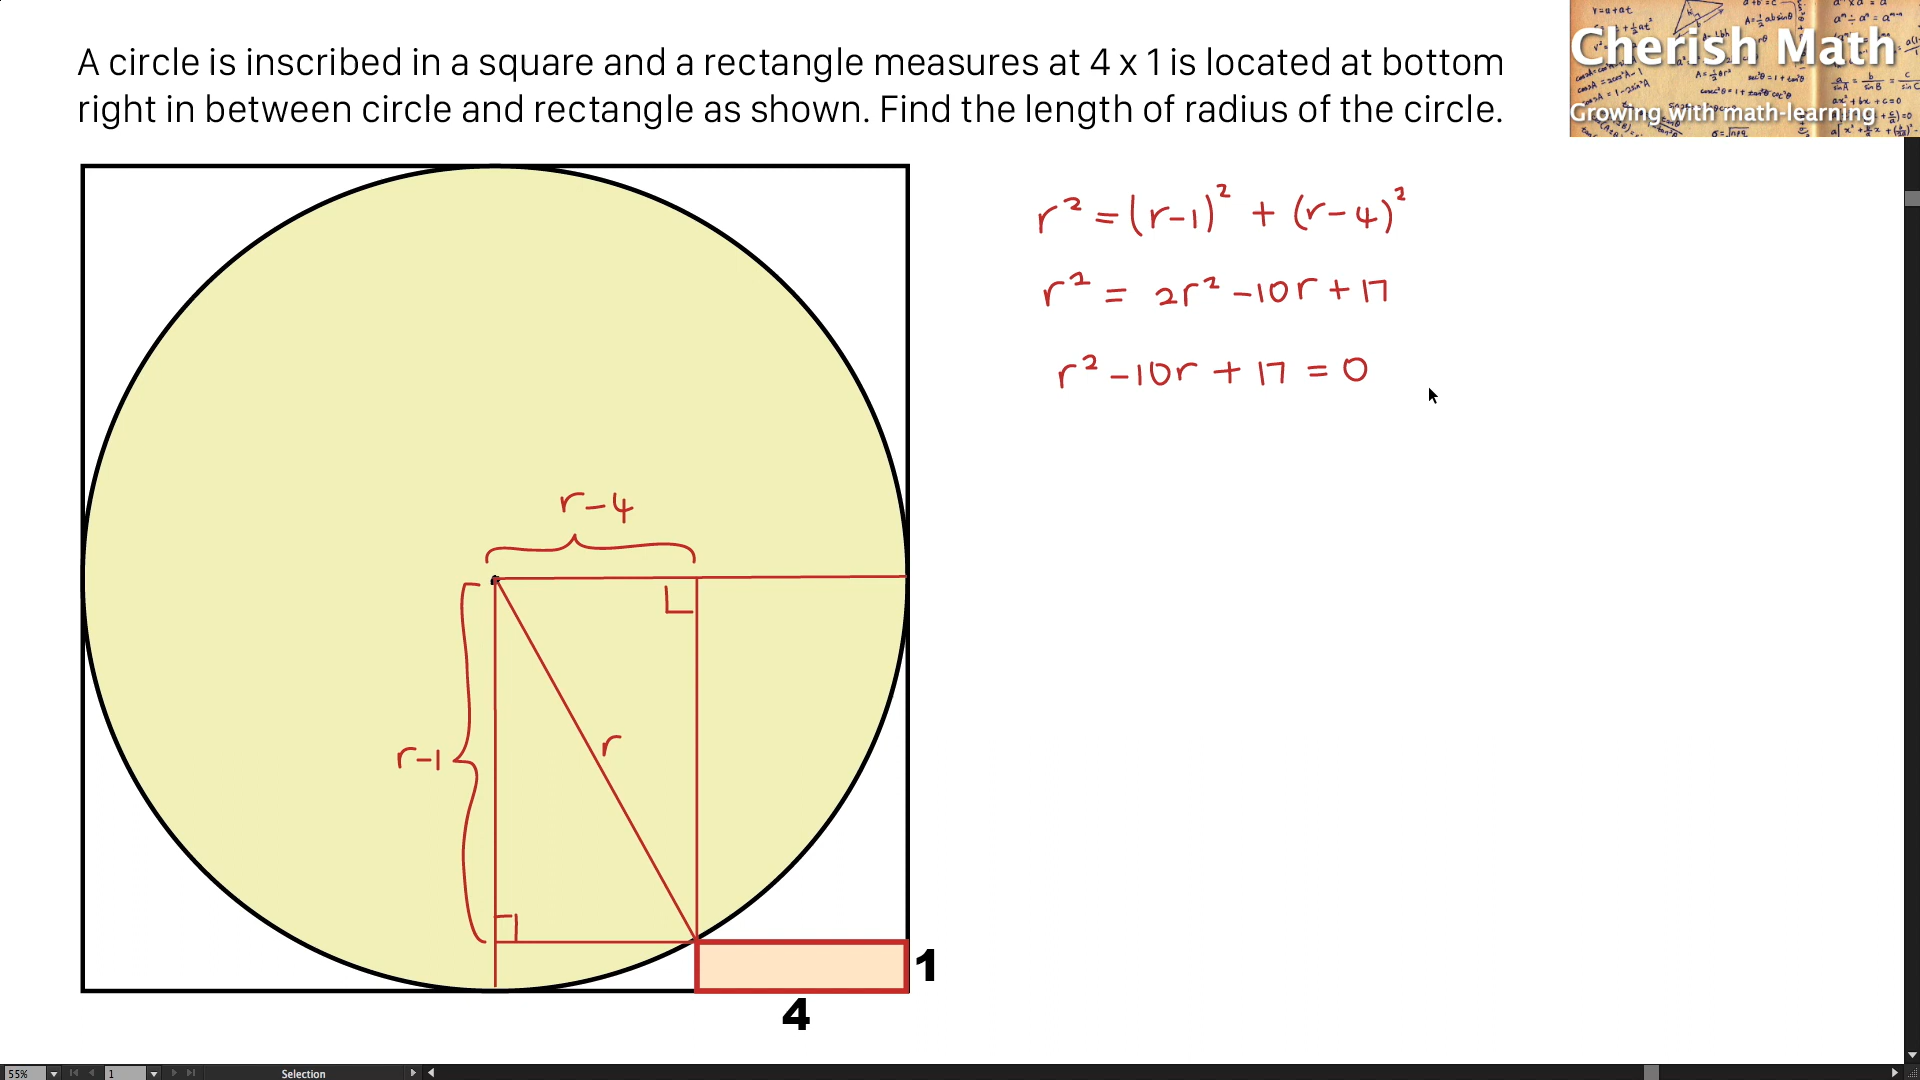 A circle is inscribed in a square and a rectangle measures at 4 x 1 is located at bottom
right in between circle and rectangle as shown. Find the length of radius of the circle.
Cherish Math
Growing with math-learning
r² = (r-1)² + (r-4)²
r² = 2r² -10r + 17
r² -10r + 17 = 0
r-4
r-1
r
1
4
55%
1
Selection